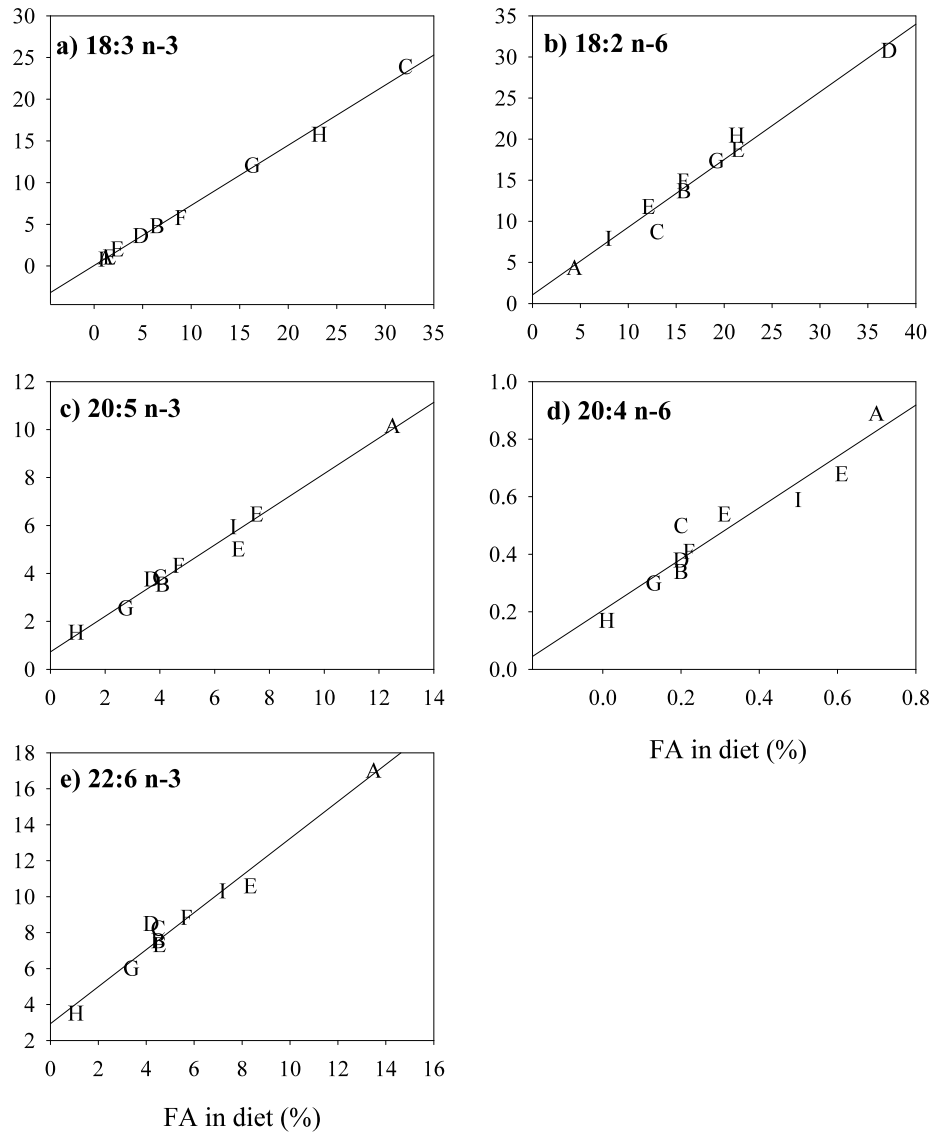 a) 18:3 n-3
30
25
20
15
10
5
0
C
H
G
F
B
D
E
A
E
I
0 5 10 15 20 25 30 35
b) 18:2 n-6
35
30
25
20
15
10
5
0
D
H
E
G
F
B
E
C
I
A
0 5 10 15 20 25 30 35 40
c) 20:5 n-3
12
10
8
6
4
2
0
A
E
I
E
F
D C
B
G
H
0 2 4 6 8 10 12 14
d) 20:4 n-6
1.0
0.8
0.6
0.4
0.2
0.0
A
E
I
E
C
F
D
B
G
H
0.0 0.2 0.4 0.6 0.8
FA in diet (%)
e) 22:6 n-3
18
16
14
12
10
8
6
4
2
A
E
I
F
D C
B
E
G
H
0 2 4 6 8 10 12 14 16
FA in diet (%)